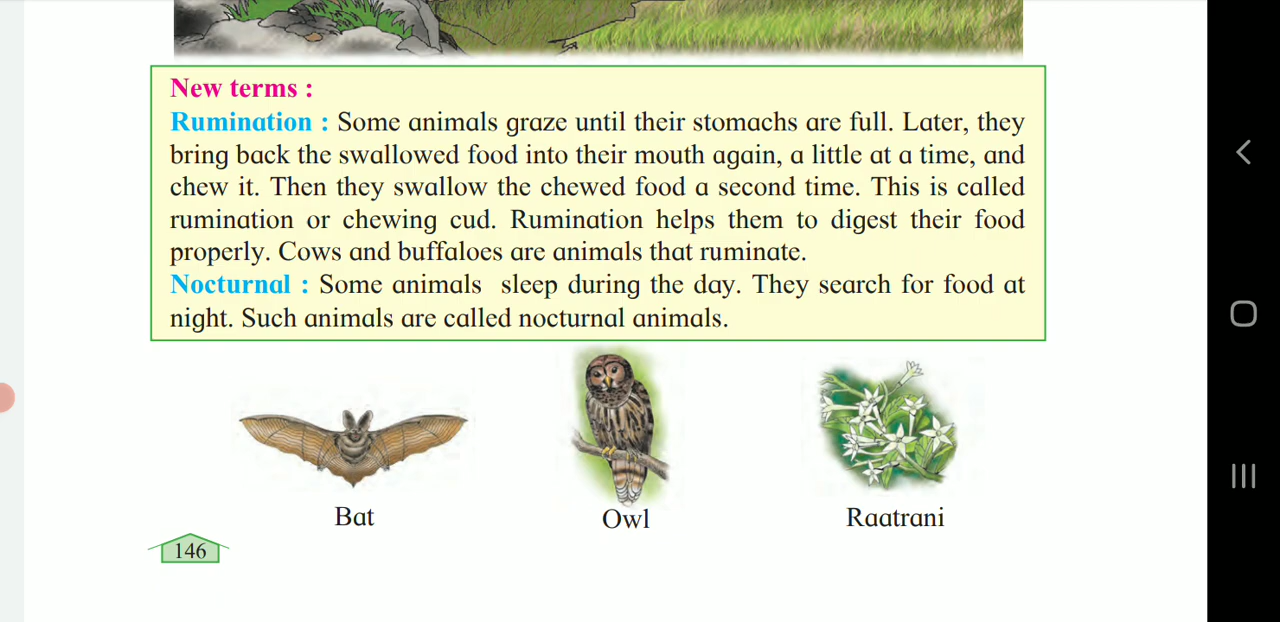 New terms :
Rumination : Some animals graze until their stomachs are full. Later, they
bring back the swallowed food into their mouth again, a little at a time, and
chew it. Then they swallow the chewed food a second time. This is called
rumination or chewing cud. Rumination helps them to digest their food
properly. Cows and buffaloes are animals that ruminate.
Nocturnal : Some animals sleep during the day. They search for food at
night. Such animals are called nocturnal animals.
Bat
Owl
Raatrani
146